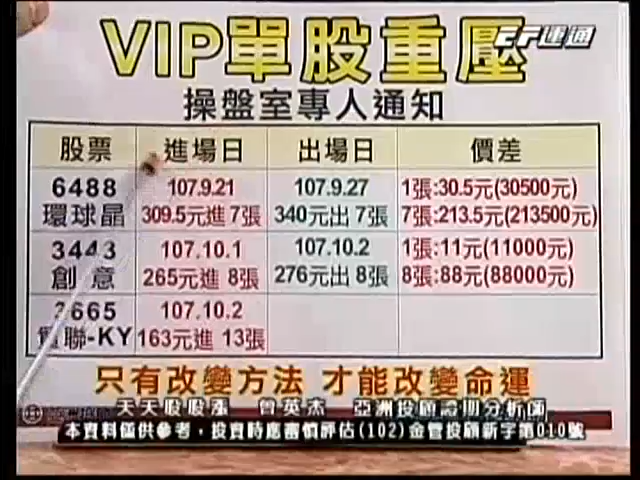 EF建通
VIP單股重壓
操盤室專人通知
股票 進場日 出場日 價差
6488 107.9.21 107.9.27 1張:30.5元(30500元)
環球晶 309.5元進 7張 340元出 7張 7張:213.5元(213500元)
3443 107.10.1 107.10.2 1張:11元(11000元)
創意 265元進 8張 276元出 8張 8張:88元(88000元)
3665 107.10.2
貿聯-KY 163元進 13張
只有改變方法 才能改變命運
天天股股漲 曾英杰 亞洲投顧證期分析師
本資料僅供參考,投資時應審慎評估(102)金管投顧新字第010號